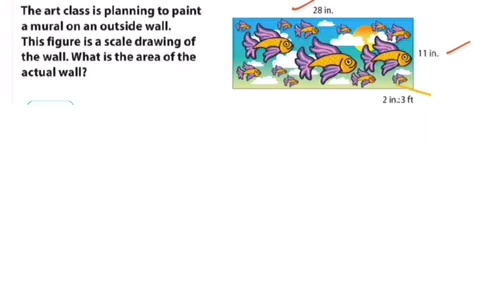 The art class is planning to paint
a mural on an outside wall.
This figure is a scale drawing of
the wall. What is the area of the
actual wall?
28 in.
11 in.
2 in.:3 ft